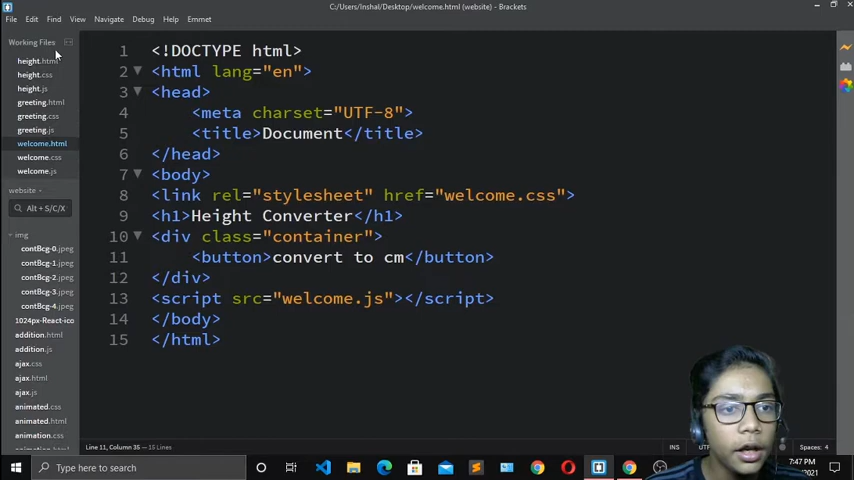 C:/Users/Inshal/Desktop/welcome.html (website) - Brackets
File Edit Find View Navigate Debug Help Emmet
Working Files
height.html
height.css
height.js
greeting.html
greeting.css
greeting.js
welcome.html
welcome.css
welcome.js
website
Alt + S/C/X
img
contBcg-0.jpeg
contBcg-1.jpeg
contBcg-2.jpeg
contBcg-3.jpeg
contBcg-4.jpeg
1024px-React-ico
addition.html
addition.js
ajax.css
ajax.html
ajax.js
animated.css
animated.html
animation.css
1 <!DOCTYPE html>
2 <html lang="en">
3 <head>
4 <meta charset="UTF-8">
5 <title>Document</title>
6 </head>
7 <body>
8 <link rel="stylesheet" href="welcome.css">
9 <h1>Height Converter</h1>
10 <div class="container">
11 <button>convert to cm</button>
12 </div>
13 <script src="welcome.js"></script>
14 </body>
15 </html>
Line 11, Column 35 — 15 Lines
INS
Spaces: 4
Type here to search
7:47 PM